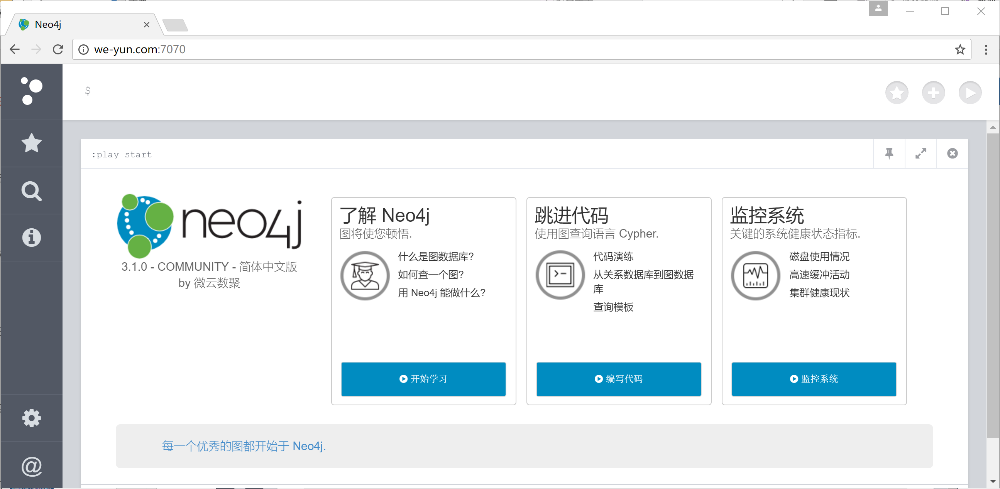 Neo4j
we-yun.com:7070
$
:play start
neo4j
3.1.0 - COMMUNITY - 简体中文版
by 微云数聚
了解 Neo4j
图将使您顿悟.
什么是图数据库?
如何查一个图?
用 Neo4j 能做什么?
开始学习
跳进代码
使用图查询语言 Cypher.
代码演练
从关系数据库到图数据
库
查询模板
编写代码
监控系统
关键的系统健康状态指标.
磁盘使用情况
高速缓冲活动
集群健康现状
监控系统
每一个优秀的图都开始于 Neo4j.